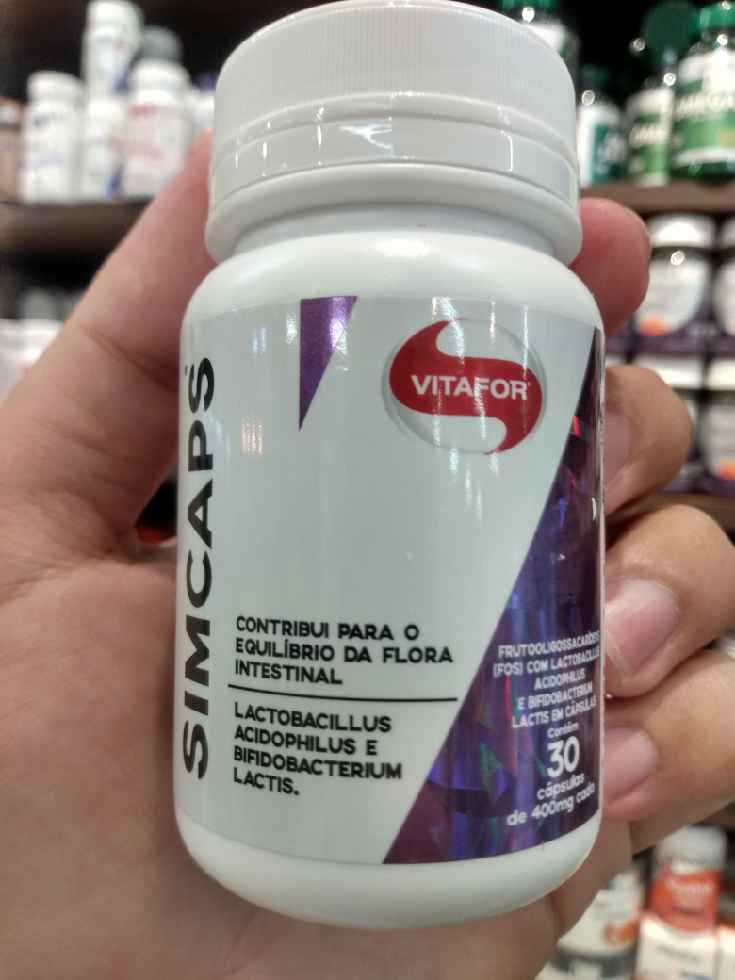 VITAFOR
SIMCAPS
CONTRIBUI PARA O
EQUILÍBRIO DA FLORA
INTESTINAL
LACTOBACILLUS
ACIDOPHILUS E
BIFIDOBACTERIUM
LACTIS.
FRUTOOLIGOSSACARÍDEOS
(FOS) COM LACTOBACILLUS
ACIDOPHILUS
E BIFIDOBACTERIUM
LACTIS EM CÁPSULAS
Contém
30
cápsulas
de 400mg cada